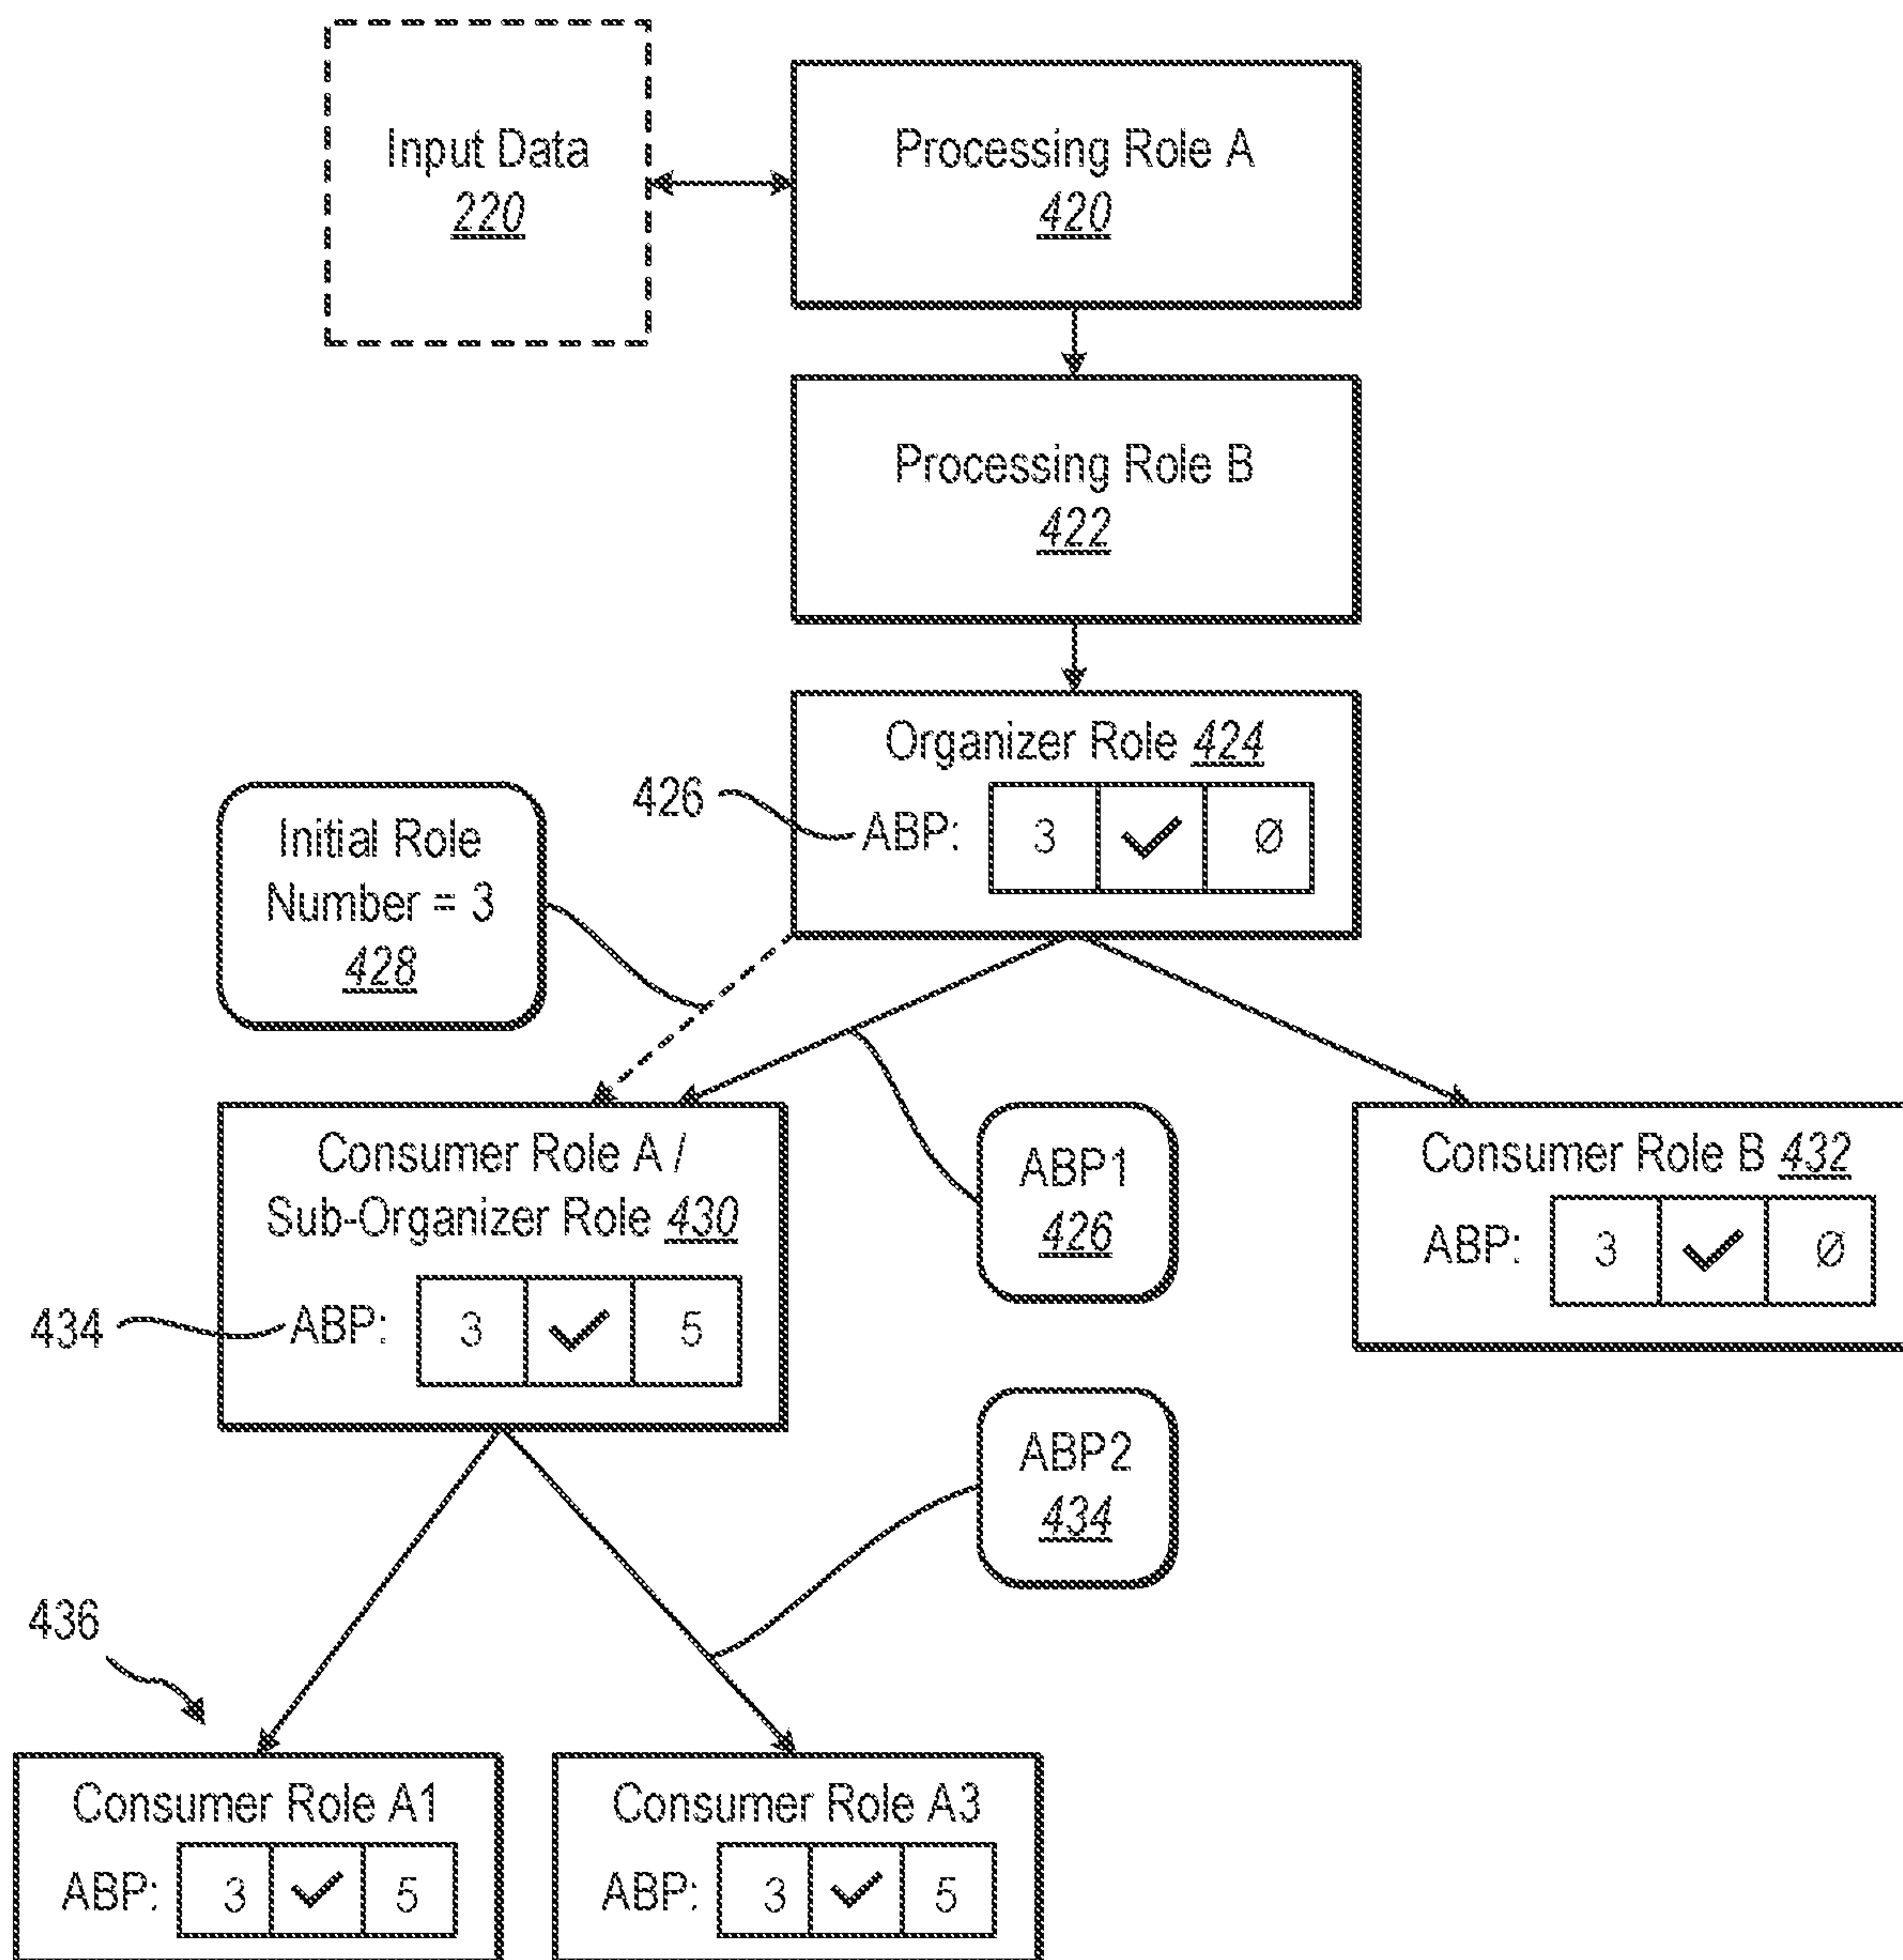 Input Data
220
Processing Role A
420
Processing Role B
422
Organizer Role 424
426
ABP: 3 ✓ Ø
Initial Role
Number = 3
428
Consumer Role A /
Sub-Organizer Role 430
434
ABP: 3 ✓ 5
ABP1
426
Consumer Role B 432
ABP: 3 ✓ Ø
ABP2
434
436
Consumer Role A1
ABP: 3 ✓ 5
Consumer Role A3
ABP: 3 ✓ 5